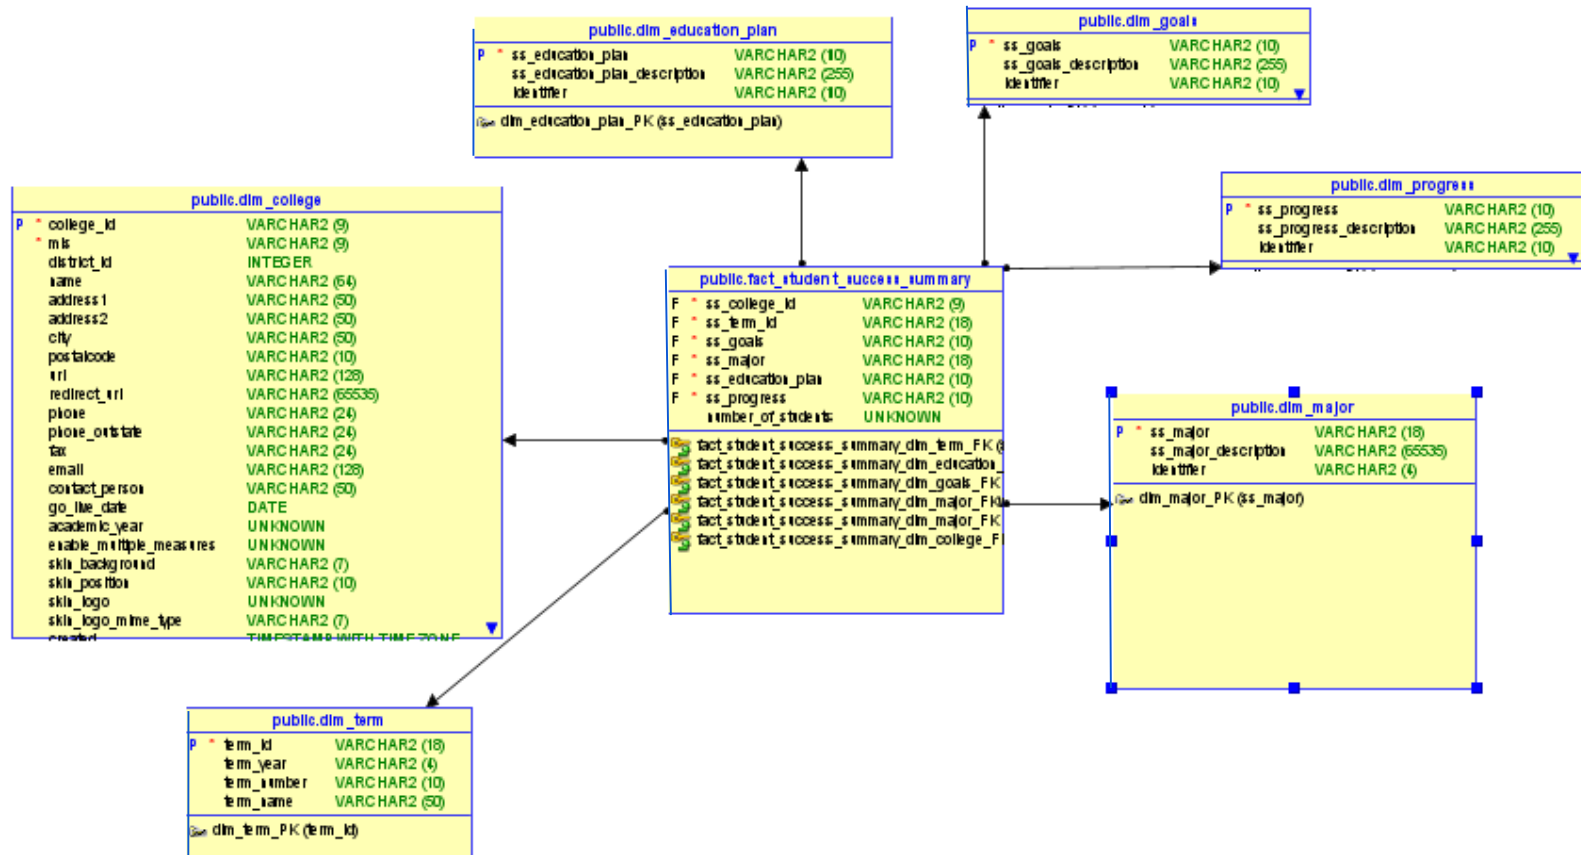 public.dim_education_plan
P * ss_education_plan VARCHAR2 (10)
ss_education_plan_description VARCHAR2 (255)
identifier VARCHAR2 (10)
dim_education_plan_PK (ss_education_plan)
public.dim_goals
P * ss_goals VARCHAR2 (10)
ss_goals_description VARCHAR2 (255)
identifier VARCHAR2 (10)
public.dim_progress
P * ss_progress VARCHAR2 (10)
ss_progress_description VARCHAR2 (255)
identifier VARCHAR2 (10)
public.dim_college
P * college_id VARCHAR2 (9)
* mis VARCHAR2 (9)
district_id INTEGER
name VARCHAR2 (64)
address1 VARCHAR2 (50)
address2 VARCHAR2 (50)
city VARCHAR2 (50)
postalcode VARCHAR2 (10)
url VARCHAR2 (128)
redirect_url VARCHAR2 (65535)
phone VARCHAR2 (24)
phone_outstate VARCHAR2 (24)
fax VARCHAR2 (24)
email VARCHAR2 (128)
contact_person VARCHAR2 (50)
go_live_date DATE
academic_year UNKNOWN
enable_multiple_measures UNKNOWN
skin_background VARCHAR2 (7)
skin_position VARCHAR2 (10)
skin_logo UNKNOWN
skin_logo_mime_type VARCHAR2 (7)
created TIMESTAMP WITH TIME ZONE
public.fact_student_success_summary
F * ss_college_id VARCHAR2 (9)
F * ss_term_id VARCHAR2 (18)
F * ss_goals VARCHAR2 (10)
F * ss_major VARCHAR2 (18)
F * ss_education_plan VARCHAR2 (10)
F * ss_progress VARCHAR2 (10)
number_of_students UNKNOWN
fact_student_success_summary_dim_term_FK (
fact_student_success_summary_dim_education_
fact_student_success_summary_dim_goals_FK
fact_student_success_summary_dim_major_FK
fact_student_success_summary_dim_major_FK
fact_student_success_summary_dim_college_F
public.dim_major
P * ss_major VARCHAR2 (18)
ss_major_description VARCHAR2 (65535)
identifier VARCHAR2 (4)
dim_major_PK (ss_major)
public.dim_term
P * term_id VARCHAR2 (18)
term_year VARCHAR2 (4)
term_number VARCHAR2 (10)
term_name VARCHAR2 (50)
dim_term_PK (term_id)